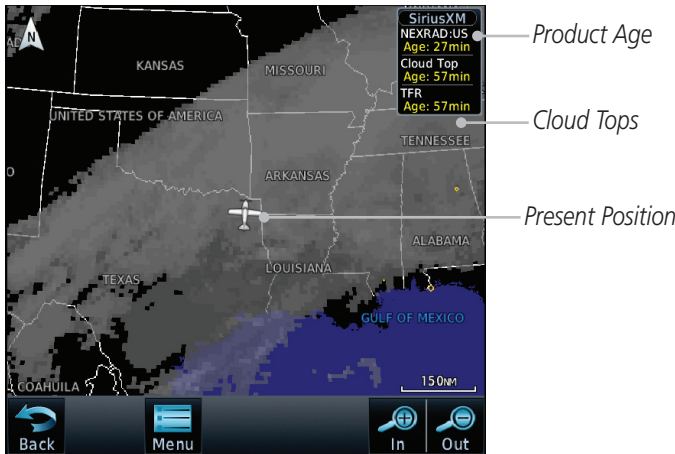 N
SiriusXM
NEXRAD:US
Age: 27min
Cloud Top
Age: 57min
TFR
Age: 57min
Product Age
Cloud Tops
Present Position
KANSAS
MISSOURI
UNITED STATES OF AMERICA
TENNESSEE
O
ARKANSAS
ALABAMA
LOUISIANA
TEXAS
GULF OF MEXICO
COAHUILA
150NM
Back
Menu
In
Out